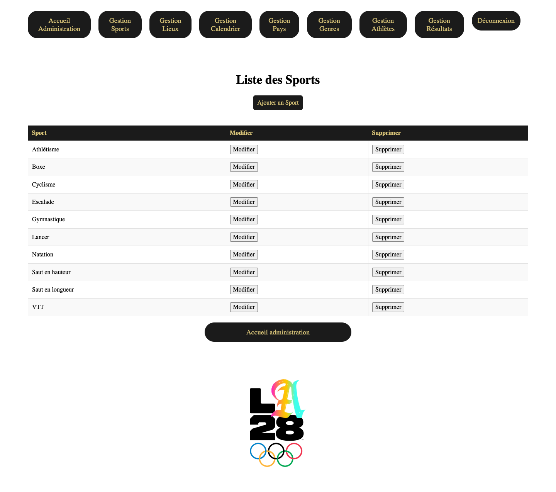 Accueil
Administration
Gestion
Sports
Gestion
Lieux
Gestion
Calendrier
Gestion
Pays
Gestion
Genres
Gestion
Athlètes
Gestion
Résultats
Déconnexion
Liste des Sports
Ajouter un Sport
Sport Modifier Supprimer
Athlétisme Modifier Supprimer
Boxe Modifier Supprimer
Cyclisme Modifier Supprimer
Escalade Modifier Supprimer
Gymnastique Modifier Supprimer
Lancer Modifier Supprimer
Natation Modifier Supprimer
Saut en hauteur Modifier Supprimer
Saut en longueur Modifier Supprimer
VTT Modifier Supprimer
Accueil administration
LA
28